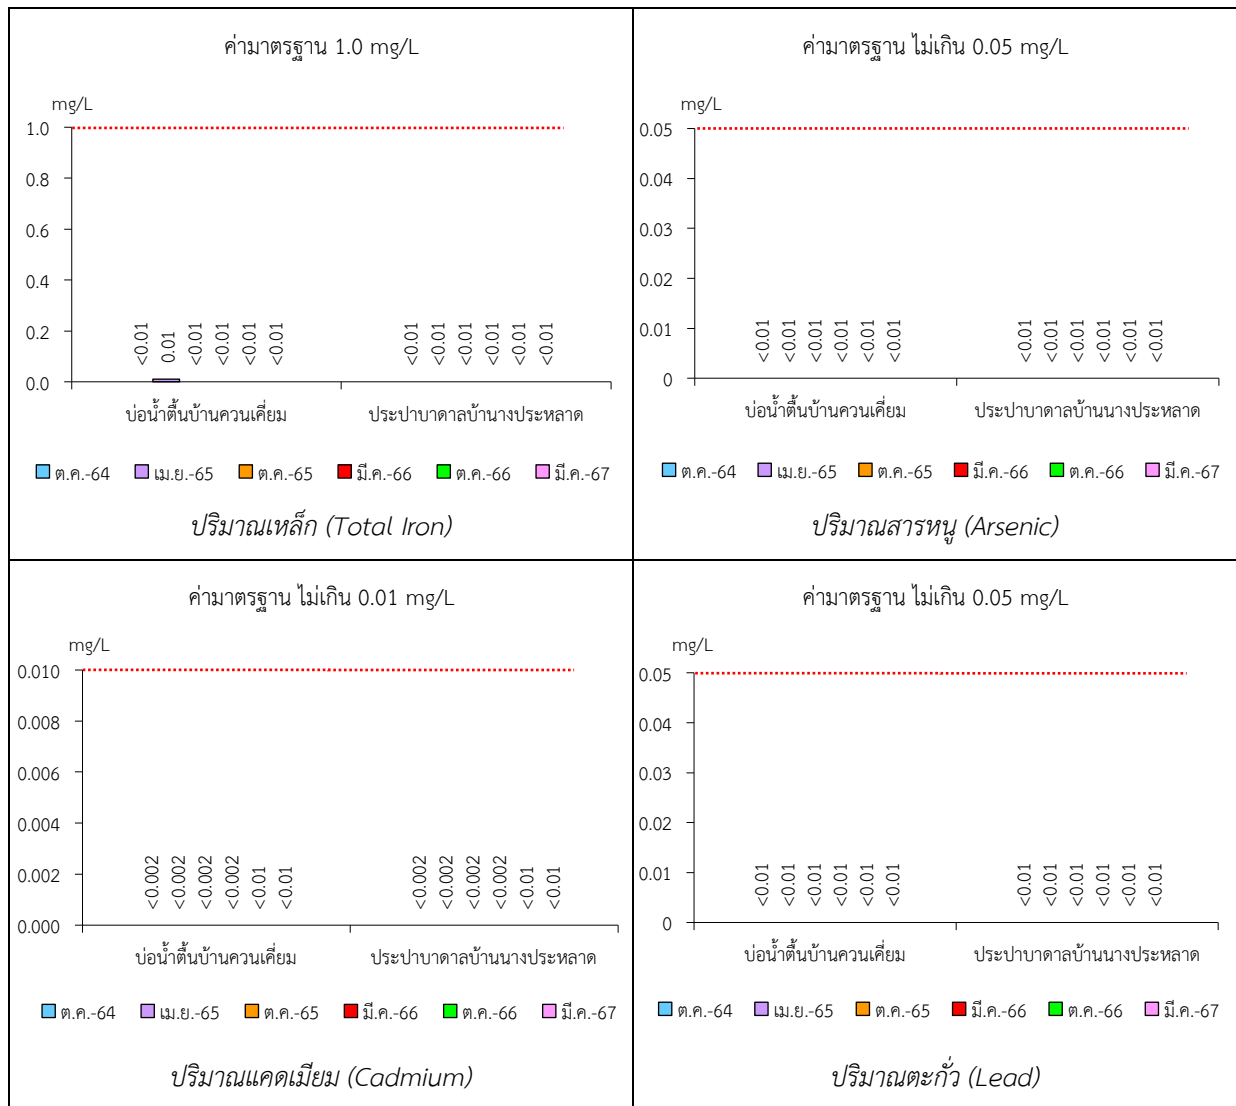 ค่ามาตรฐาน 1.0 mg/L
mg/L
1.0
0.8
0.6
0.4
0.2
0.0
<0.01 0.01 <0.01 <0.01 <0.01 <0.01 <0.01 <0.01 <0.01 <0.01 <0.01 <0.01
บ่อน้ำตื้นบ้านควนเคี่ยม ประปาบาดาลบ้านนางประหลาด
ต.ค.-64 เม.ย.-65 ต.ค.-65 มี.ค.-66 ต.ค.-66 มี.ค.-67
ปริมาณเหล็ก (Total Iron)
ค่ามาตรฐาน ไม่เกิน 0.05 mg/L
mg/L
0.05
0.04
0.03
0.02
0.01
0
<0.01 <0.01 <0.01 <0.01 <0.01 <0.01 <0.01 <0.01 <0.01 <0.01 <0.01 <0.01
บ่อน้ำตื้นบ้านควนเคี่ยม ประปาบาดาลบ้านนางประหลาด
ต.ค.-64 เม.ย.-65 ต.ค.-65 มี.ค.-66 ต.ค.-66 มี.ค.-67
ปริมาณสารหนู (Arsenic)
ค่ามาตรฐาน ไม่เกิน 0.01 mg/L
mg/L
0.010
0.008
0.006
0.004
0.002
0.000
<0.002 <0.002 <0.002 <0.002 <0.01 <0.01 <0.002 <0.002 <0.002 <0.002 <0.01 <0.01
บ่อน้ำตื้นบ้านควนเคี่ยม ประปาบาดาลบ้านนางประหลาด
ต.ค.-64 เม.ย.-65 ต.ค.-65 มี.ค.-66 ต.ค.-66 มี.ค.-67
ปริมาณแคดเมียม (Cadmium)
ค่ามาตรฐาน ไม่เกิน 0.05 mg/L
mg/L
0.05
0.04
0.03
0.02
0.01
0
<0.01 <0.01 <0.01 <0.01 <0.01 <0.01 <0.01 <0.01 <0.01 <0.01 <0.01 <0.01
บ่อน้ำตื้นบ้านควนเคี่ยม ประปาบาดาลบ้านนางประหลาด
ต.ค.-64 เม.ย.-65 ต.ค.-65 มี.ค.-66 ต.ค.-66 มี.ค.-67
ปริมาณตะกั่ว (Lead)